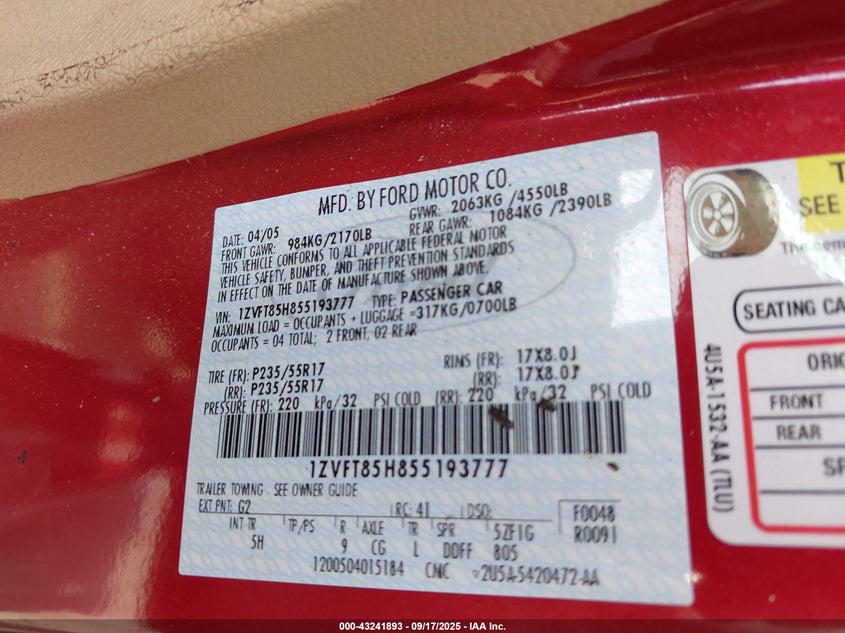 MFD. BY FORD MOTOR CO.
DATE: 04/05 GVWR: 2063KG /4550LB
FRONT GAWR: 984KG/2170LB REAR GAWR: 1084KG /2390LB
THIS VEHICLE CONFORMS TO ALL APPLICABLE FEDERAL MOTOR
VEHICLE SAFETY, BUMPER, AND THEFT PREVENTION STANDARDS
IN EFFECT ON THE DATE OF MANUFACTURE SHOWN ABOVE.
VIN: 1ZVFT85H855193777 TYPE: PASSENGER CAR
MAXIMUM LOAD = OCCUPANTS + LUGGAGE =317KG/0700LB
OCCUPANTS = 04 TOTAL; 2 FRONT, 02 REAR
TIRE (FR): P235/55R17 RINS (FR): 17X8.0J
(RR): P235/55R17 (RR): 17X8.0J
PRESSURE (FR): 220 kPa/32 PSI COLD (RR): 220 kPa/32 PSI COLD
1ZVFT85H855193777
TRAILER TOWING - SEE OWNER GUIDE
EXT PNT: G2 RC: 41 DSO: F0048
INT TR TP/PS R AXLE TR SPR 5ZF1G R0091
5H 9 CG L DDFF 805
1200504015184 CNC 2U5A-5420472-AA
SEE
SEATING CA
ORIG
FRONT
REAR
SP
4U5A-1532-AA (7LU)
000-43241893 - 09/17/2025 - IAA Inc.